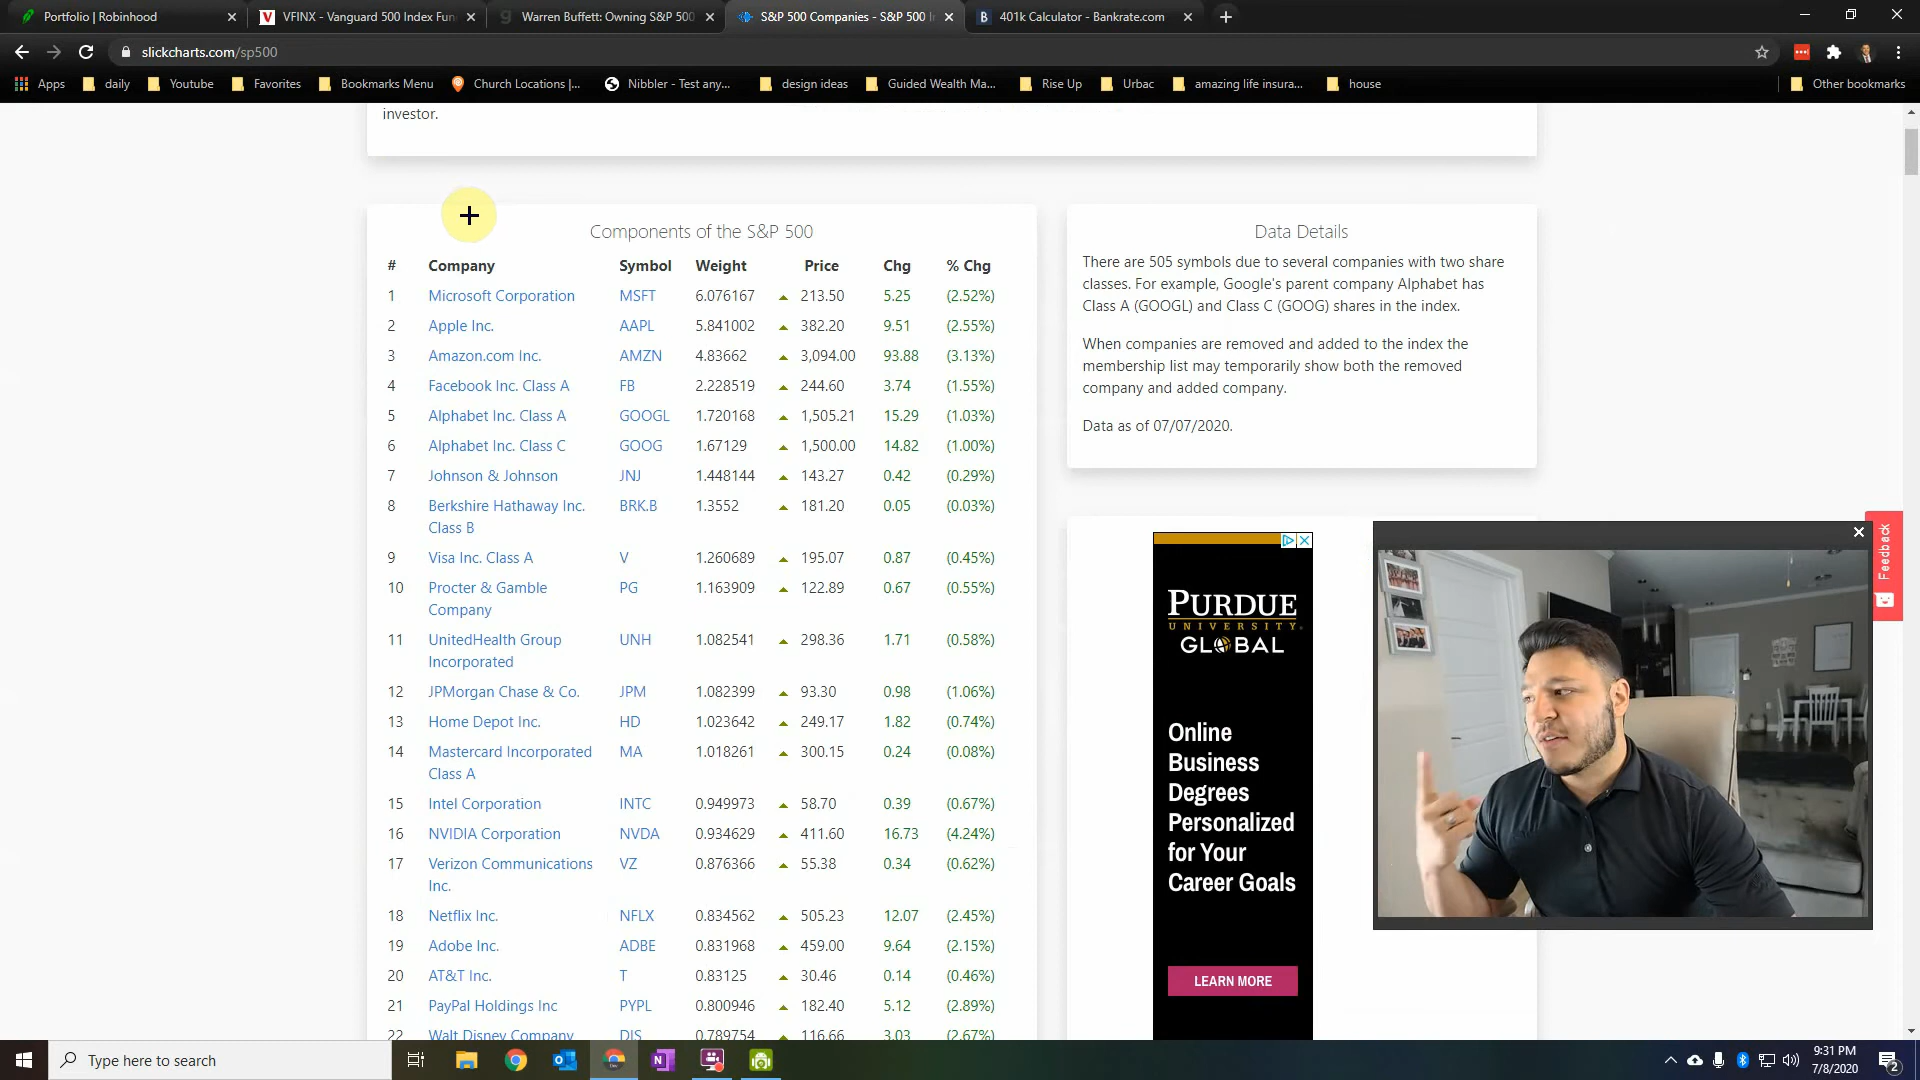 Portfolio | Robinhood
VFINX - Vanguard 500 Index Fun
Warren Buffett: Owning S&P 500
S&P 500 Companies - S&P 500 I
401k Calculator - Bankrate.com
slickcharts.com/sp500
Apps
daily
Youtube
Favorites
Bookmarks Menu
Church Locations |...
Nibbler - Test any...
design ideas
Guided Wealth Ma...
Rise Up
Urbac
amazing life insura...
house
Other bookmarks
investor.
Components of the S&P 500
# Company Symbol Weight Price Chg % Chg
1 Microsoft Corporation MSFT 6.076167 213.50 5.25 (2.52%)
2 Apple Inc. AAPL 5.841002 382.20 9.51 (2.55%)
3 Amazon.com Inc. AMZN 4.83662 3,094.00 93.88 (3.13%)
4 Facebook Inc. Class A FB 2.228519 244.60 3.74 (1.55%)
5 Alphabet Inc. Class A GOOGL 1.720168 1,505.21 15.29 (1.03%)
6 Alphabet Inc. Class C GOOG 1.67129 1,500.00 14.82 (1.00%)
7 Johnson & Johnson JNJ 1.448144 143.27 0.42 (0.29%)
8 Berkshire Hathaway Inc. BRK.B 1.3552 181.20 0.05 (0.03%)
Class B
9 Visa Inc. Class A V 1.260689 195.07 0.87 (0.45%)
10 Procter & Gamble PG 1.163909 122.89 0.67 (0.55%)
Company
11 UnitedHealth Group UNH 1.082541 298.36 1.71 (0.58%)
Incorporated
12 JPMorgan Chase & Co. JPM 1.082399 93.30 0.98 (1.06%)
13 Home Depot Inc. HD 1.023642 249.17 1.82 (0.74%)
14 Mastercard Incorporated MA 1.018261 300.15 0.24 (0.08%)
Class A
15 Intel Corporation INTC 0.949973 58.70 0.39 (0.67%)
16 NVIDIA Corporation NVDA 0.934629 411.60 16.73 (4.24%)
17 Verizon Communications VZ 0.876366 55.38 0.34 (0.62%)
Inc.
18 Netflix Inc. NFLX 0.834562 505.23 12.07 (2.45%)
19 Adobe Inc. ADBE 0.831968 459.00 9.64 (2.15%)
20 AT&T Inc. T 0.83125 30.46 0.14 (0.46%)
21 PayPal Holdings Inc PYPL 0.800946 182.40 5.12 (2.89%)
22 Walt Disney Company DIS 0.789754 116.66 3.03 (2.67%)
Data Details
There are 505 symbols due to several companies with two share
classes. For example, Google's parent company Alphabet has
Class A (GOOGL) and Class C (GOOG) shares in the index.
When companies are removed and added to the index the
membership list may temporarily show both the removed
company and added company.
Data as of 07/07/2020.
PURDUE
UNIVERSITY
GLOBAL
Online
Business
Degrees
Personalized
for Your
Career Goals
LEARN MORE
Feedback
Type here to search
9:31 PM
7/8/2020
2